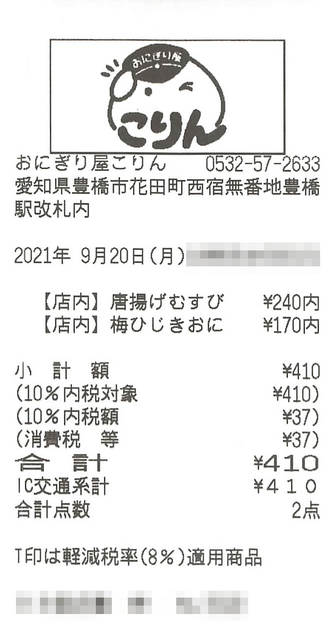 おにぎり屋
こりん
おにぎり屋こりん 0532-57-2633
愛知県豊橋市花田町西宿無番地豊橋
駅改札内
2021年 9月20日(月)
【店内】唐揚げむすび ¥240内
【店内】梅ひじきおに ¥170内
小 計 額 ¥410
(10%内税対象 ¥410)
(10%内税額 ¥37)
(消費税 等 ¥37)
合 計 ¥410
IC交通系計 ¥410
合計点数 2点
T印は軽減税率(8%)適用商品